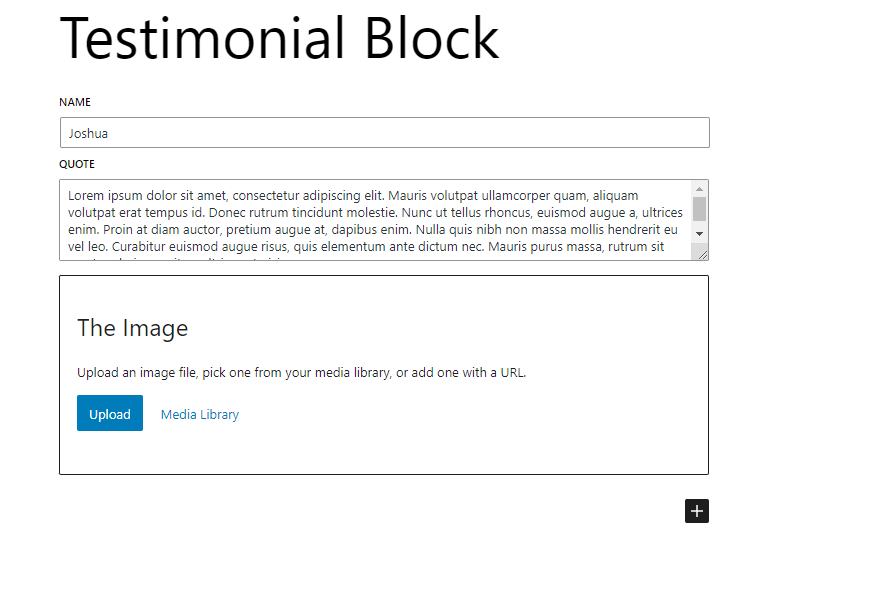 Testimonial Block
NAME
Joshua
QUOTE
Lorem ipsum dolor sit amet, consectetur adipiscing elit. Mauris volutpat ullamcorper quam, aliquam
volutpat erat tempus id. Donec rutrum tincidunt molestie. Nunc ut tellus rhoncus, euismod augue a, ultrices
enim. Proin at diam auctor, pretium augue at, dapibus enim. Nulla quis nibh non massa mollis hendrerit eu
vel leo. Curabitur euismod augue risus, quis elementum ante dictum nec. Mauris purus massa, rutrum sit
The Image
Upload an image file, pick one from your media library, or add one with a URL.
Upload
Media Library